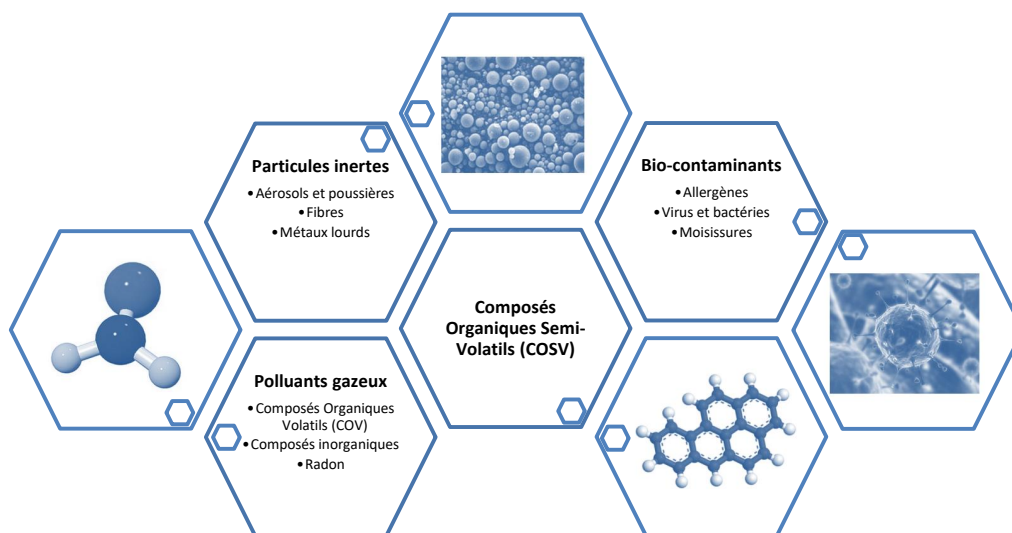 Particules inertes
•Aérosols et poussières
•Fibres
•Métaux lourds
Bio-contaminants
•Allergènes
•Virus et bactéries
•Moisissures
Composés
Organiques Semi-
Volatils (COSV)
Polluants gazeux
•Composés Organiques
Volatils (COV)
•Composés inorganiques
•Radon